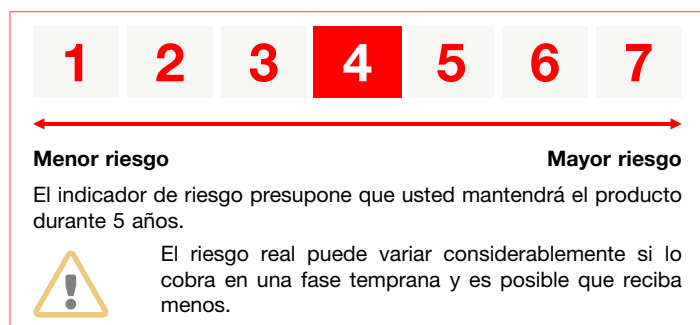 1 2 3 4 5 6 7
Menor riesgo Mayor riesgo
El indicador de riesgo presupone que usted mantendrá el producto
durante 5 años.
El riesgo real puede variar considerablemente si lo
cobra en una fase temprana y es posible que reciba
menos.